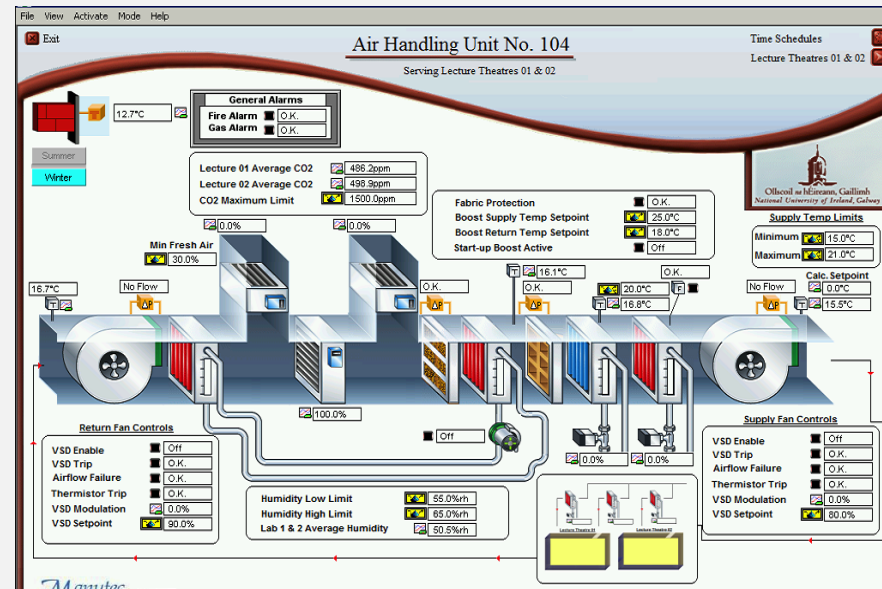 File View Activate Mode Help
Exit
Air Handling Unit No. 104
Serving Lecture Theatres 01 & 02
Time Schedules
Lecture Theatres 01 & 02
12.7°C
General Alarms
Fire Alarm O.K.
Gas Alarm O.K.
Summer
Winter
Lecture 01 Average CO2 486.2ppm
Lecture 02 Average CO2 498.9ppm
CO2 Maximum Limit 1500.0ppm
Ollscoil na hÉireann, Gaillimh
National University of Ireland, Galway
Fabric Protection O.K.
Boost Supply Temp Setpoint 25.0°C
Boost Return Temp Setpoint 18.0°C
Start-up Boost Active Off
Supply Temp Limits
Minimum 15.0°C
Maximum 21.0°C
0.0%
0.0%
Min Fresh Air
30.0%
Calc. Setpoint
0.0°C
15.5°C
16.7°C
T
No Flow
ΔP
O.K.
ΔP
T 16.1°C
O.K.
ΔP
20.0°C
T 16.8°C
O.K.
F
No Flow
ΔP
T
100.0%
Off
0.0%
0.0%
Return Fan Controls
VSD Enable Off
VSD Trip O.K.
Airflow Failure O.K.
Thermistor Trip O.K.
VSD Modulation 0.0%
VSD Setpoint 90.0%
Humidity Low Limit 55.0%rh
Humidity High Limit 65.0%rh
Lab 1 & 2 Average Humidity 50.5%rh
Lecture Theatre 01
Lecture Theatre 02
Supply Fan Controls
VSD Enable Off
VSD Trip O.K.
Airflow Failure O.K.
Thermistor Trip O.K.
VSD Modulation 0.0%
VSD Setpoint 80.0%
Manutec